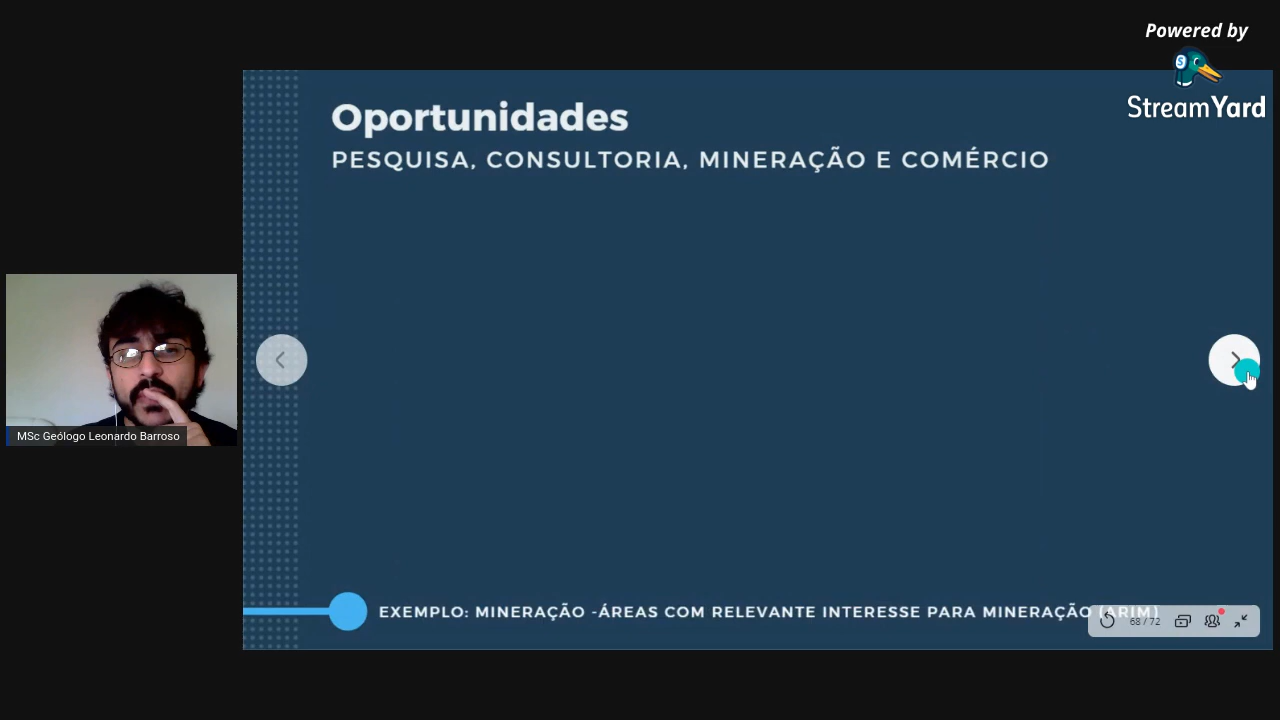 Powered by
StreamYard
Oportunidades
PESQUISA, CONSULTORIA, MINERAÇÃO E COMÉRCIO
MSc Geólogo Leonardo Barroso
EXEMPLO: MINERAÇÃO -ÁREAS COM RELEVANTE INTERESSE PARA MINERAÇÃO (ARIM)
68 / 72